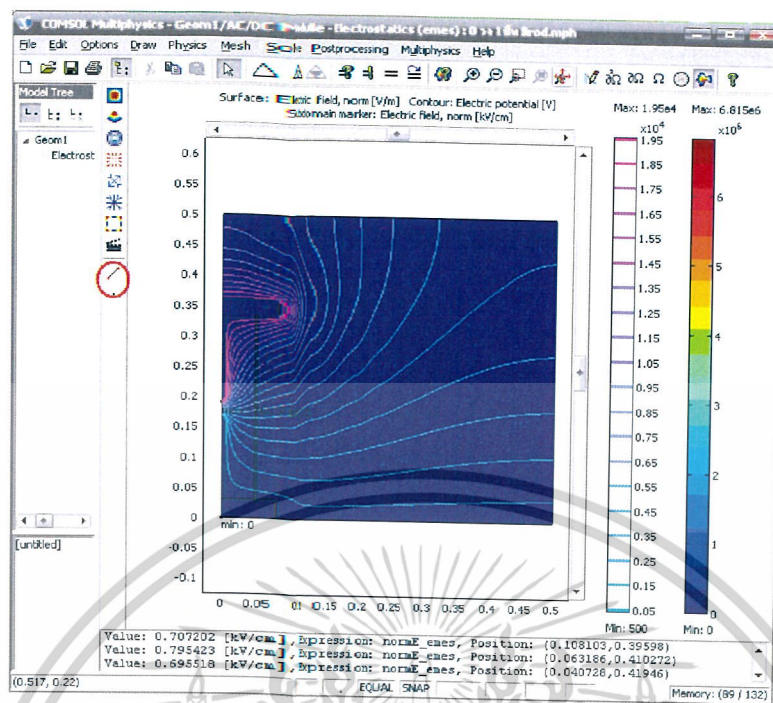 COMSOL Multiphysics - Geom1/AC/DC Module - Electrostatics (emes) : 0
File Edit Options Draw Physics Mesh Solve Postprocessing Multiphysics Help
Model Tree
Geom1
Electrost
[untitled]
Surface: Electric field, norm [V/m] Contour: Electric potential [V]
Subdomain marker: Electric field, norm [kV/cm]
Max: 1.95e4 Max: 6.815e6
x10⁴
x10⁶
0.6
0.55
0.5
0.45
0.4
0.35
0.3
0.25
0.2
0.15
0.1
0.05
0
-0.05
-0.1
min: 0
0 0.05 0.1 0.15 0.2 0.25 0.3 0.35 0.4 0.45 0.5
1.95
1.85
1.75
1.65
1.55
1.45
1.35
1.25
1.15
1.05
0.95
0.85
0.75
0.65
0.55
0.45
0.35
0.25
0.15
0.05
Min: 500
6
5
4
3
2
1
0
Min: 0
Value: 0.707202 [kV/cm], Expression: normE_emes, Position: (0.108103,0.39598)
Value: 0.795423 [kV/cm], Expression: normE_emes, Position: (0.063186,0.410272)
Value: 0.695518 [kV/cm], Expression: normE_emes, Position: (0.040728,0.41946)
(0.517, 0.22)
EQUAL SNAP
Memory: (89 / 132)